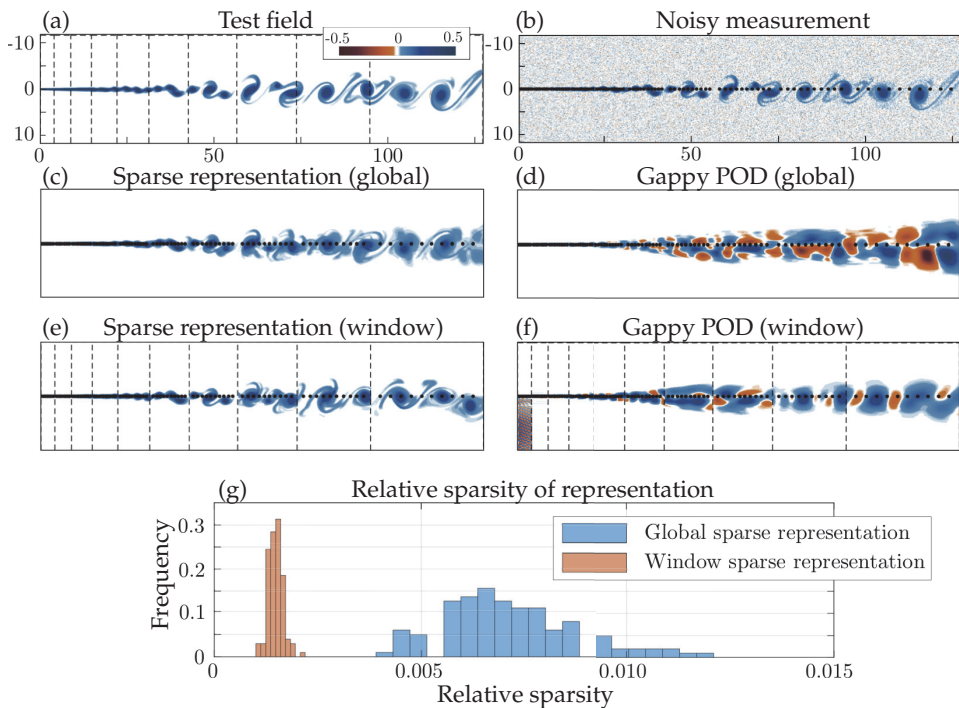 (a) Test field
(b) Noisy measurement
-0.5 0 0.5
-10
0
10
0 50 100
-10
0
10
0 50 100
(c) Sparse representation (global)
(d) Gappy POD (global)
(e) Sparse representation (window)
(f) Gappy POD (window)
(g) Relative sparsity of representation
Frequency
0.3
0.2
0.1
0
Global sparse representation
Window sparse representation
0 0.005 0.010 0.015
Relative sparsity